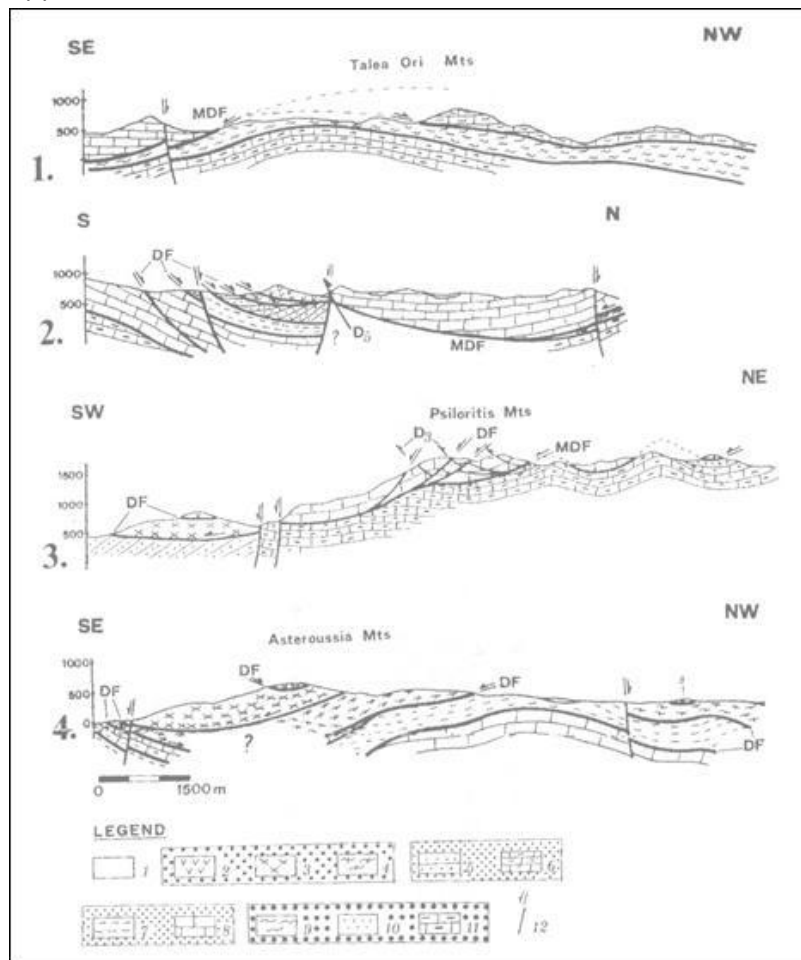 SE NW
Talea Ori Mts
1000
500
MDF
1.
S N
DF
1000
500
2.
?
D5
MDF
SW NE
Psiloritis Mts
D3 DF
MDF
1500
1000
500
DF
3.
SE NW
Asteroussia Mts
1000
500
0
DF
DF
DF
DF
4.
?
0 1500m
LEGEND
1 2 3 4 5 6
7 8 9 10 11 12